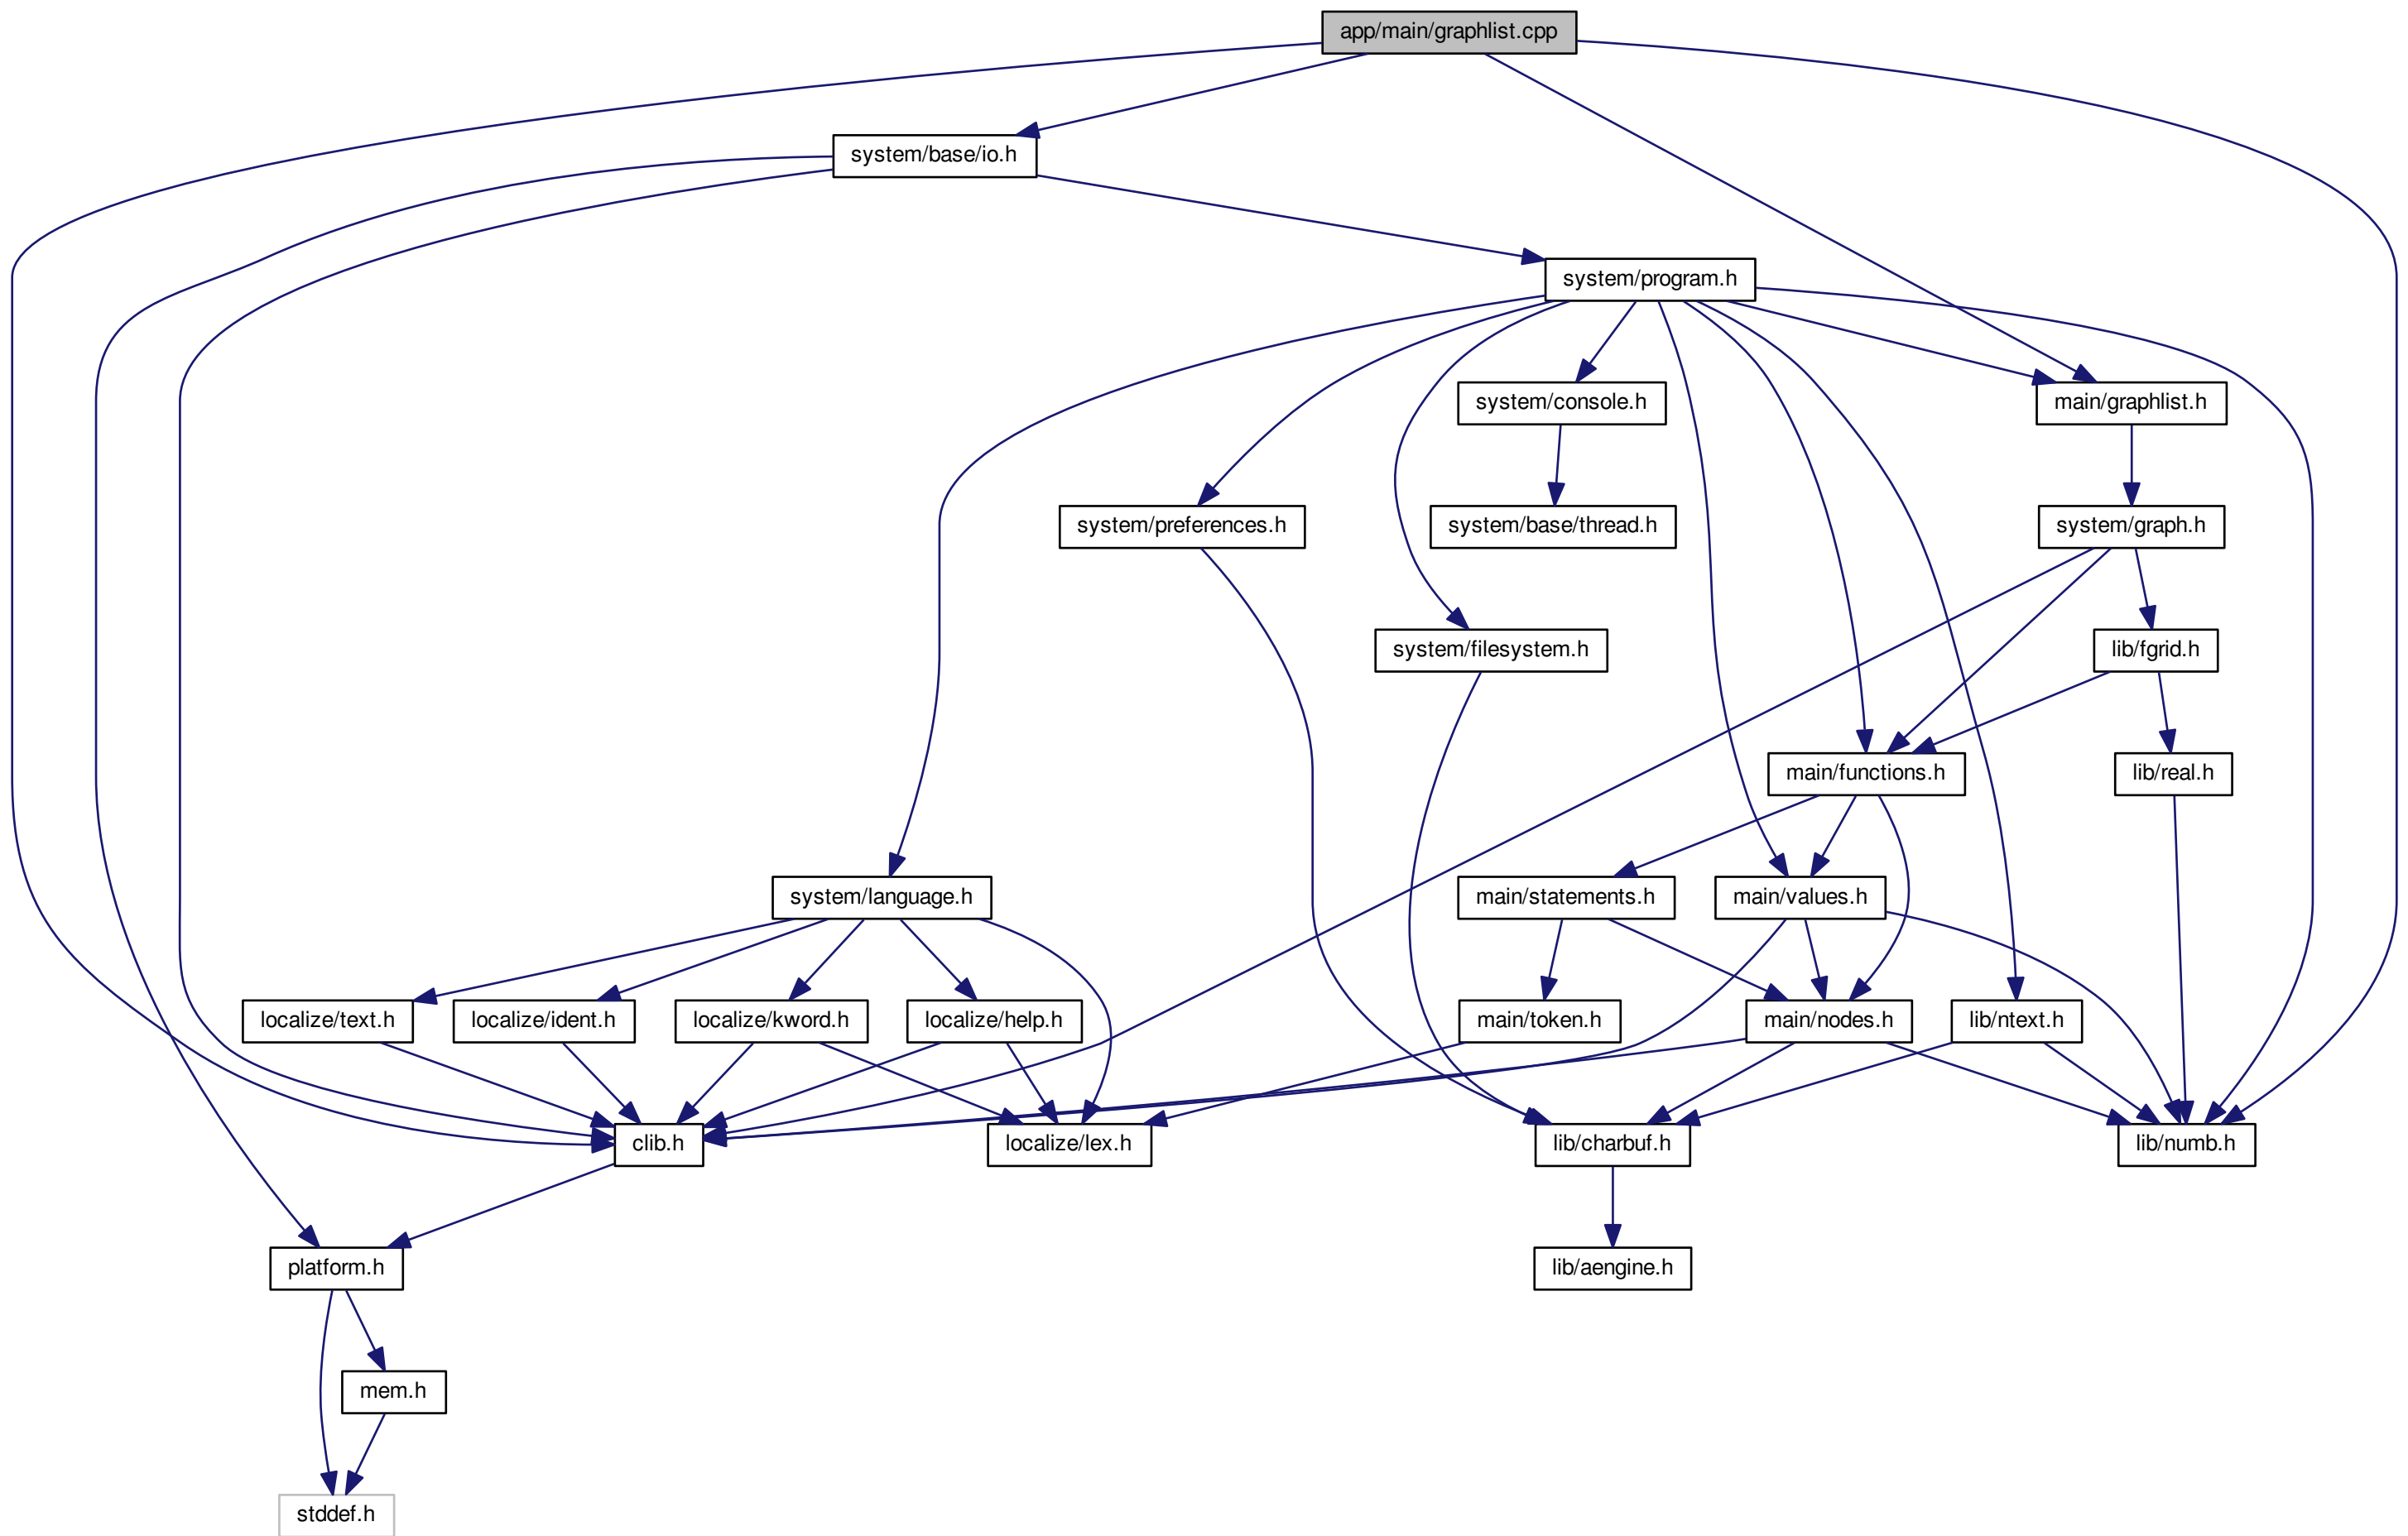 app/main/graphlist.cpp
system/base/io.h
system/program.h
system/console.h
main/graphlist.h
system/preferences.h
system/base/thread.h
system/graph.h
system/filesystem.h
lib/fgrid.h
main/functions.h
lib/real.h
system/language.h
main/statements.h
main/values.h
localize/text.h
localize/ident.h
localize/kword.h
localize/help.h
main/token.h
main/nodes.h
lib/ntext.h
clib.h
localize/lex.h
lib/charbuf.h
lib/numb.h
platform.h
lib/aengine.h
mem.h
stddef.h